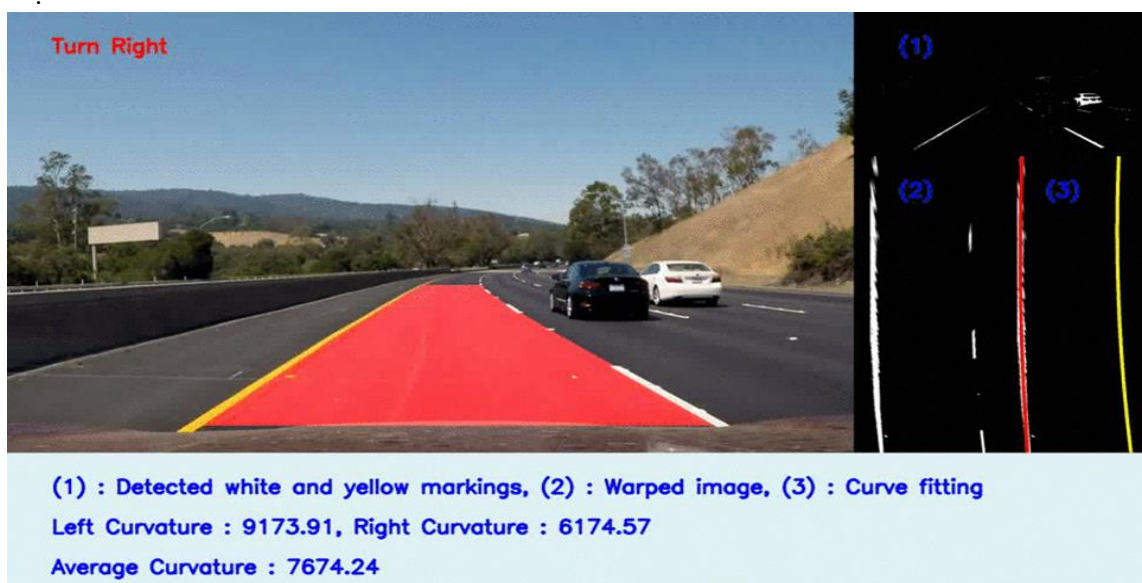 Turn Right
(1)
(2)
(3)
(1) : Detected white and yellow markings, (2) : Warped image, (3) : Curve fitting
Left Curvature : 9173.91, Right Curvature : 6174.57
Average Curvature : 7674.24